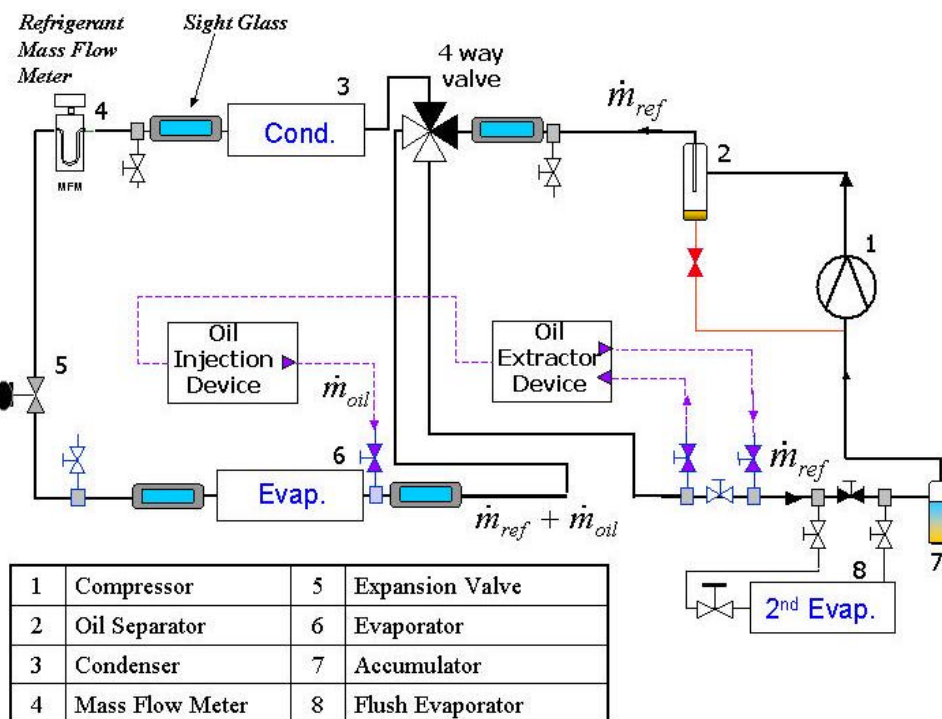 Refrigerant
Mass Flow
Meter
Sight Glass
4 way
valve
3
4
Cond.
ṁref
2
MFM
1
Oil
Injection
Device
Oil
Extractor
Device
5
ṁoil
6
ṁref
Evap.
ṁref + ṁoil
7
8
2nd Evap.
1 Compressor 5 Expansion Valve
2 Oil Separator 6 Evaporator
3 Condenser 7 Accumulator
4 Mass Flow Meter 8 Flush Evaporator